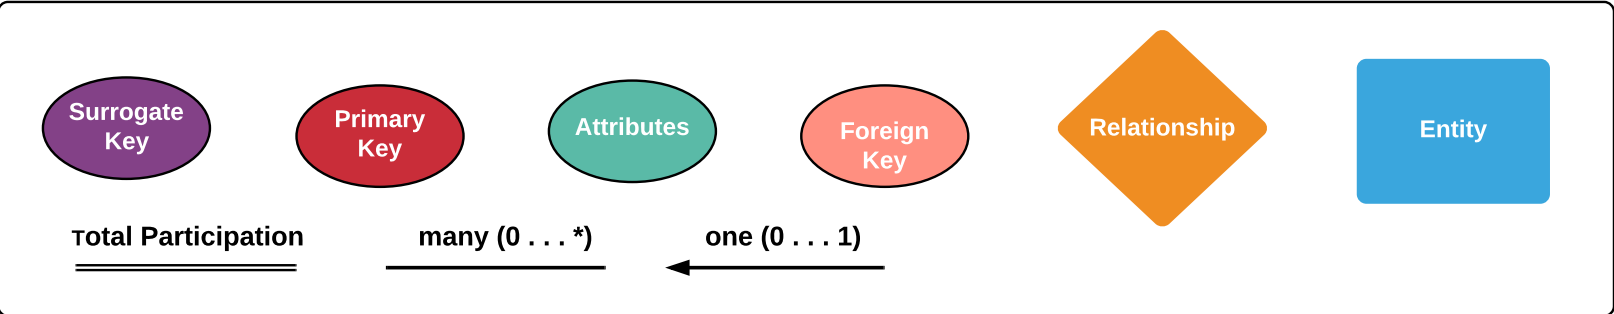 Surrogate
Key
Primary
Key
Attributes
Foreign
Key
Relationship
Entity
Total Participation
many (0 . . . *)
one (0 . . . 1)